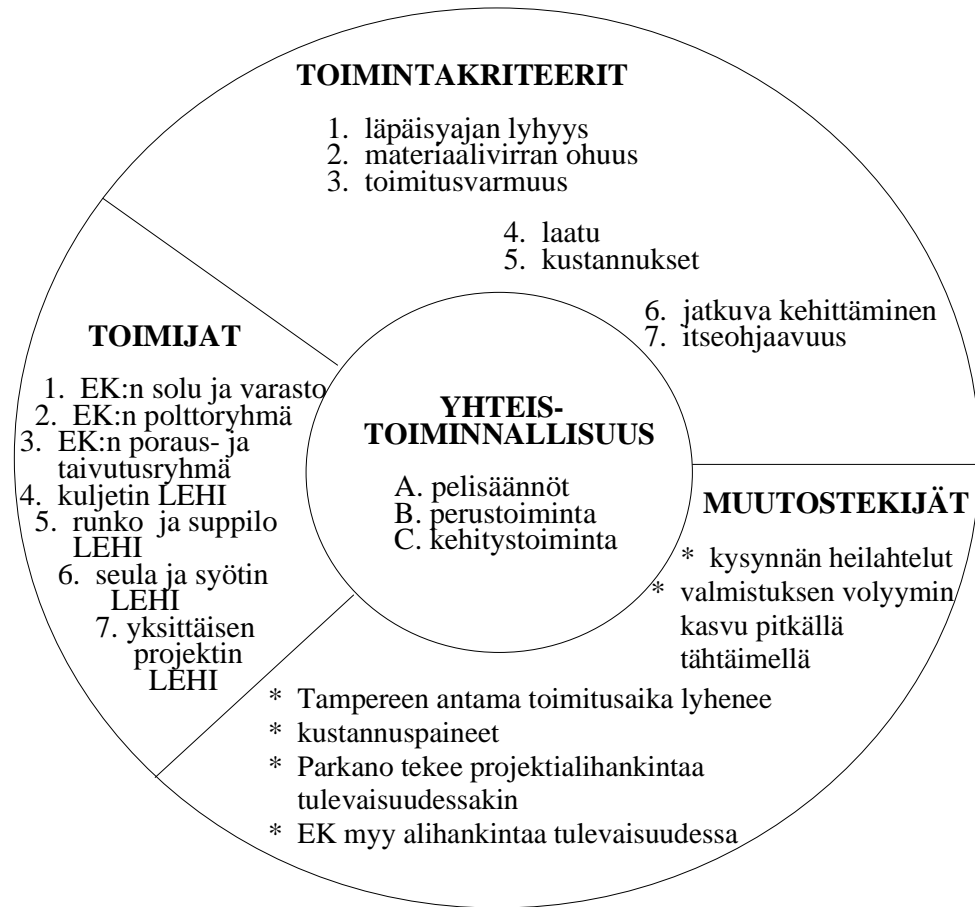 TOIMINTAKRITEERIT
1. läpäisyajan lyhyys
2. materiaalivirran ohuus
3. toimitusvarmuus
4. laatu
5. kustannukset
6. jatkuva kehittäminen
7. itseohjaavuus
TOIMIJAT
1. EK:n solu ja varasto
2. EK:n polttoryhmä
3. EK:n poraus- ja
taivutusryhmä
4. kuljetin LEHI
5. runko ja suppilo
LEHI
6. seula ja syötin
LEHI
7. yksittäisen
projektin
LEHI
YHTEIS-
TOIMINNALLISUUS
A. pelisäännöt
B. perustoiminta
C. kehitystoiminta
MUUTOSTEKIJÄT
* kysynnän heilahtelut
* valmistuksen volyymin
kasvu pitkällä
tähtäimellä
* Tampereen antama toimitusaika lyhenee
* kustannuspaineet
* Parkano tekee projektialihankintaa
tulevaisuudessakin
* EK myy alihankintaa tulevaisuudessa